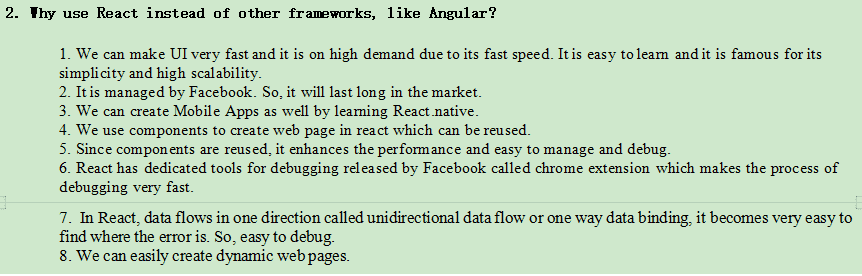 2. Why use React instead of other frameworks, like Angular?
1. We can make UI very fast and it is on high demand due to its fast speed. It is easy to learn and it is famous for its
simplicity and high scalability.
2. It is managed by Facebook. So, it will last long in the market.
3. We can create Mobile Apps as well by learning React.native.
4. We use components to create web page in react which can be reused.
5. Since components are reused, it enhances the performance and easy to manage and debug.
6. React has dedicated tools for debugging released by Facebook called chrome extension which makes the process of
debugging very fast.
7. In React, data flows in one direction called unidirectional data flow or one way data binding, it becomes very easy to
find where the error is. So, easy to debug.
8. We can easily create dynamic web pages.